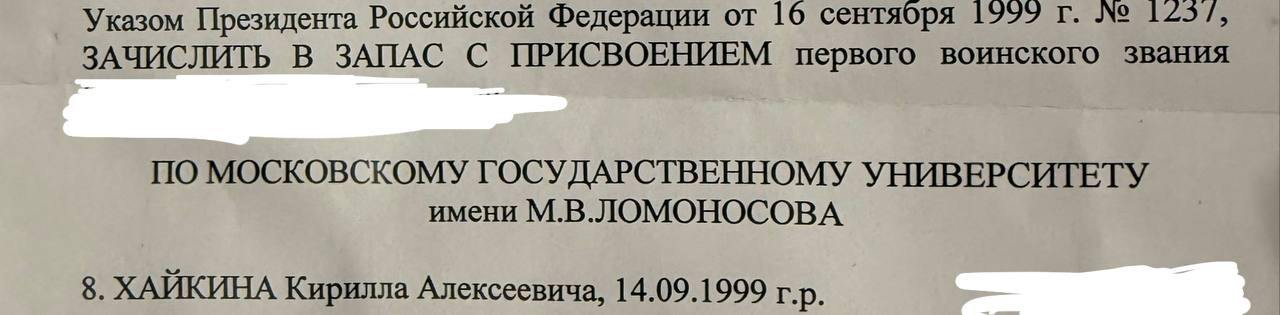 Указом Президента Российской Федерации от 16 сентября 1999 г. № 1237,
ЗАЧИСЛИТЬ В ЗАПАС С ПРИСВОЕНИЕМ первого воинского звания
ПО МОСКОВСКОМУ ГОСУДАРСТВЕННОМУ УНИВЕРСИТЕТУ
имени М.В.ЛОМОНОСОВА
8. ХАЙКИНА Кирилла Алексеевича, 14.09.1999 г.р.